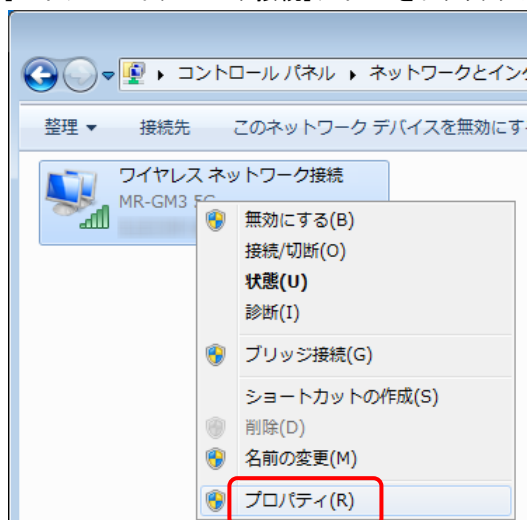 コントロール パネル ▸ ネットワークとイン
整理 ▼ 接続先 このネットワーク デバイスを無効にす
ワイヤレス ネットワーク接続
MR-GM3 5G
無効にする(B)
接続/切断(O)
状態(U)
診断(I)
ブリッジ接続(G)
ショートカットの作成(S)
削除(D)
名前の変更(M)
プロパティ(R)